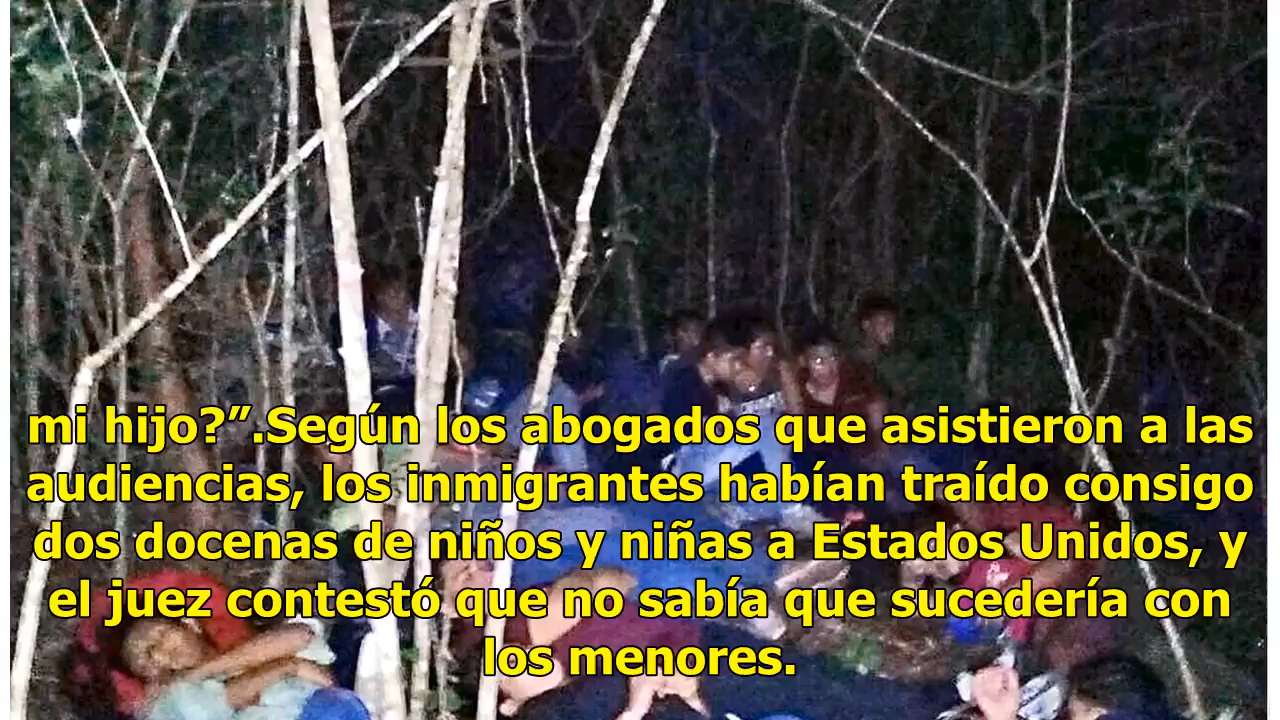 mi hijo?”.Según los abogados que asistieron a las
audiencias, los inmigrantes habían traído consigo
dos docenas de niños y niñas a Estados Unidos, y
el juez contestó que no sabía que sucedería con
los menores.